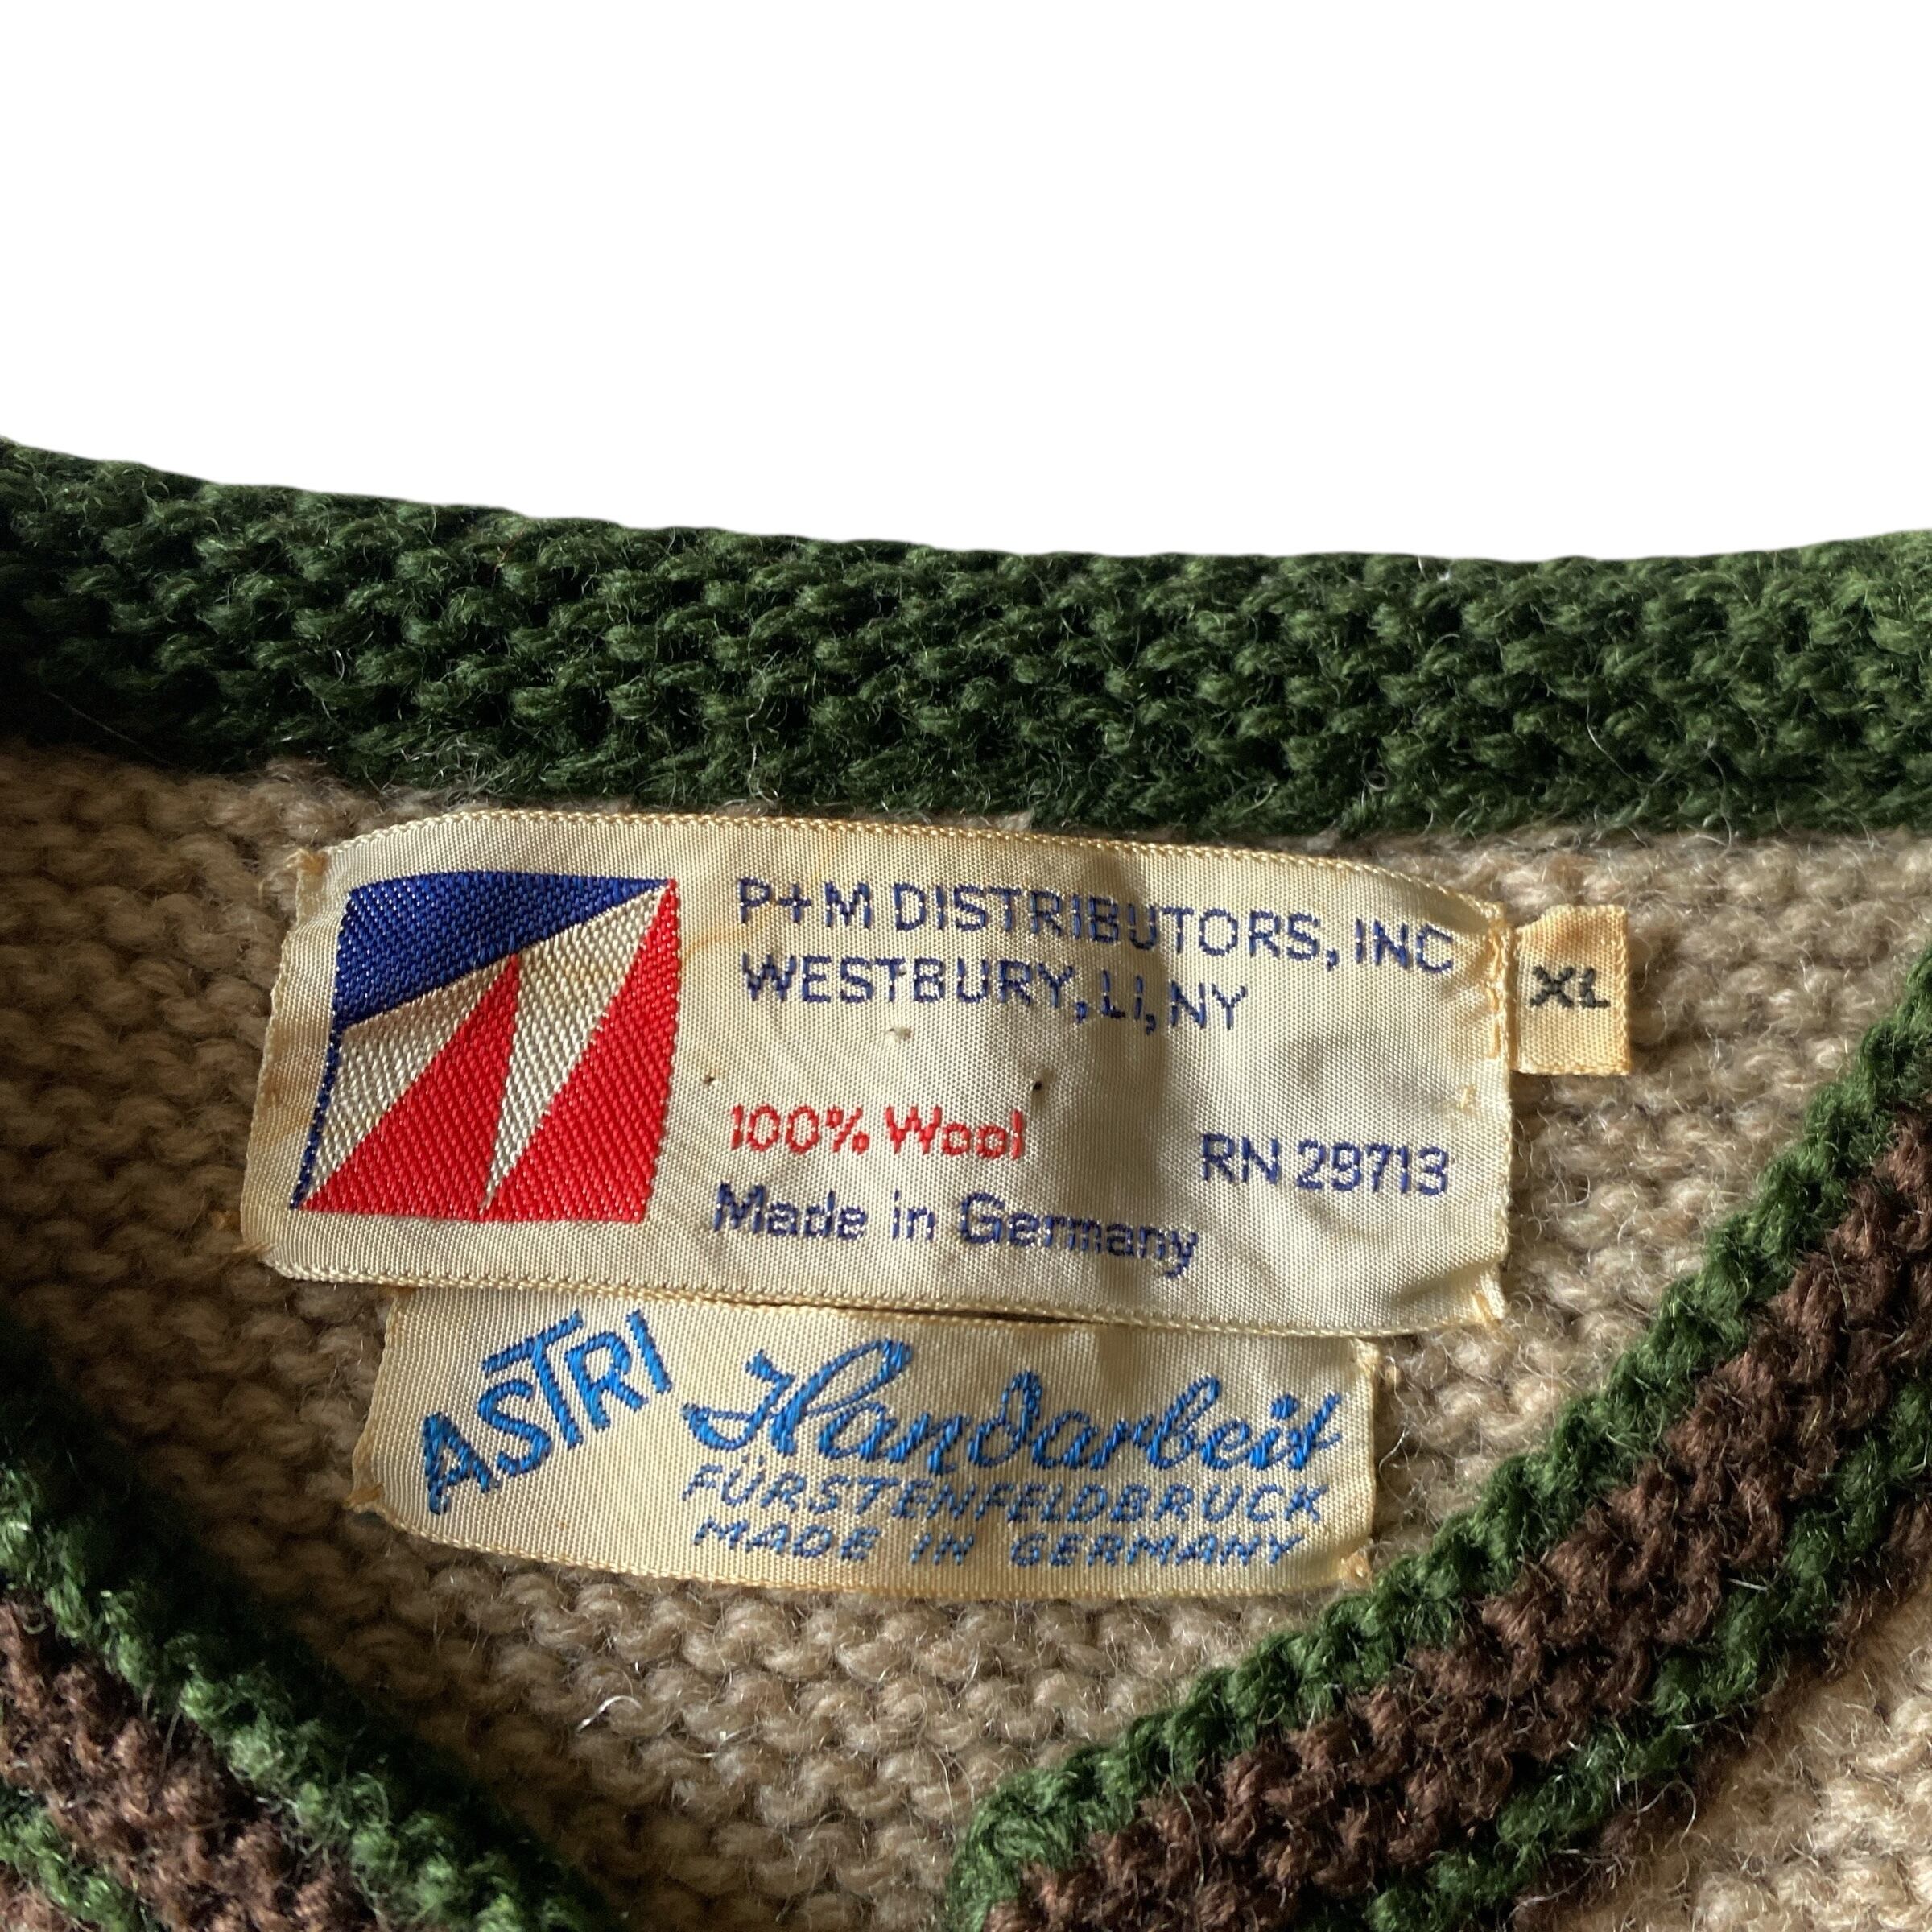 P+M DISTRIBUTORS, INC
WESTBURY, LI, NY
100% Wool
RN 29713
Made in Germany
XL
ASTRI Handarbeit
FÜRSTENFELDBRUCK
MADE IN GERMANY